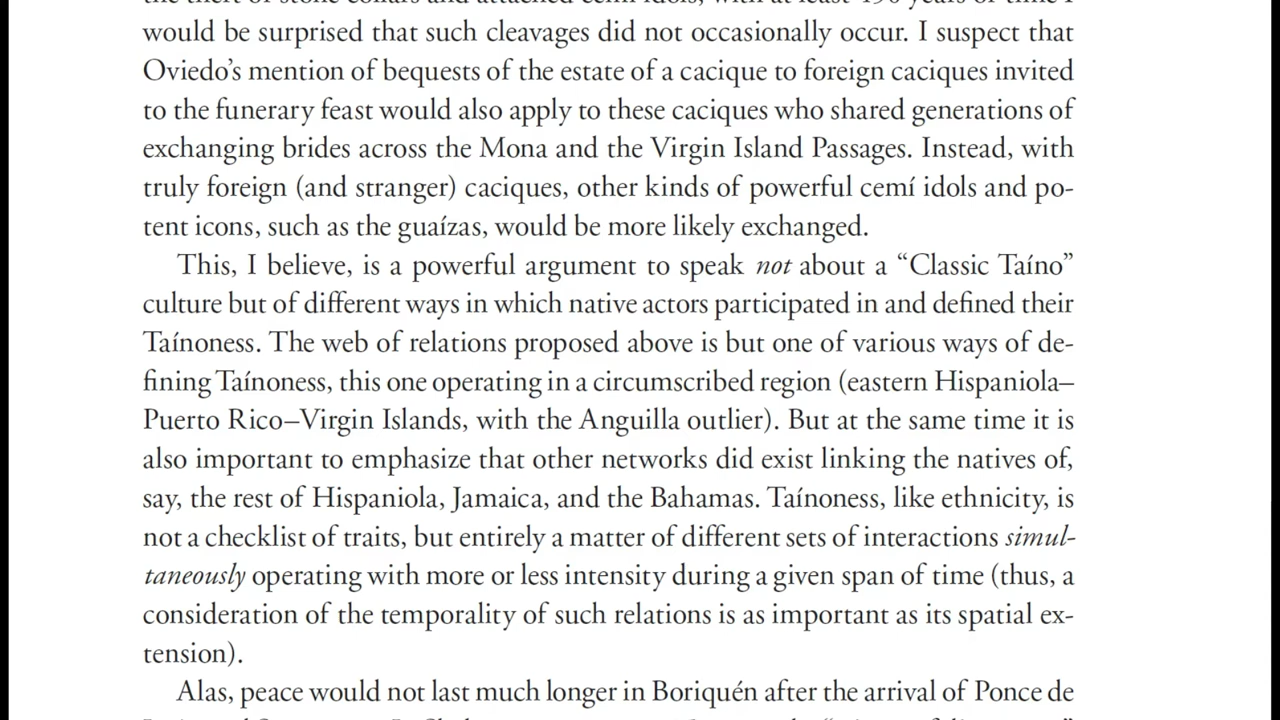 would be surprised that such cleavages did not occasionally occur. I suspect that
Oviedo’s mention of bequests of the estate of a cacique to foreign caciques invited
to the funerary feast would also apply to these caciques who shared generations of
exchanging brides across the Mona and the Virgin Island Passages. Instead, with
truly foreign (and stranger) caciques, other kinds of powerful cemí idols and po-
tent icons, such as the guaízas, would be more likely exchanged.
This, I believe, is a powerful argument to speak not about a “Classic Taíno”
culture but of different ways in which native actors participated in and defined their
Taínoness. The web of relations proposed above is but one of various ways of de-
fining Taínoness, this one operating in a circumscribed region (eastern Hispaniola–
Puerto Rico–Virgin Islands, with the Anguilla outlier). But at the same time it is
also important to emphasize that other networks did exist linking the natives of,
say, the rest of Hispaniola, Jamaica, and the Bahamas. Taínoness, like ethnicity, is
not a checklist of traits, but entirely a matter of different sets of interactions simul-
taneously operating with more or less intensity during a given span of time (thus, a
consideration of the temporality of such relations is as important as its spatial ex-
tension).
Alas, peace would not last much longer in Boriquén after the arrival of Ponce de